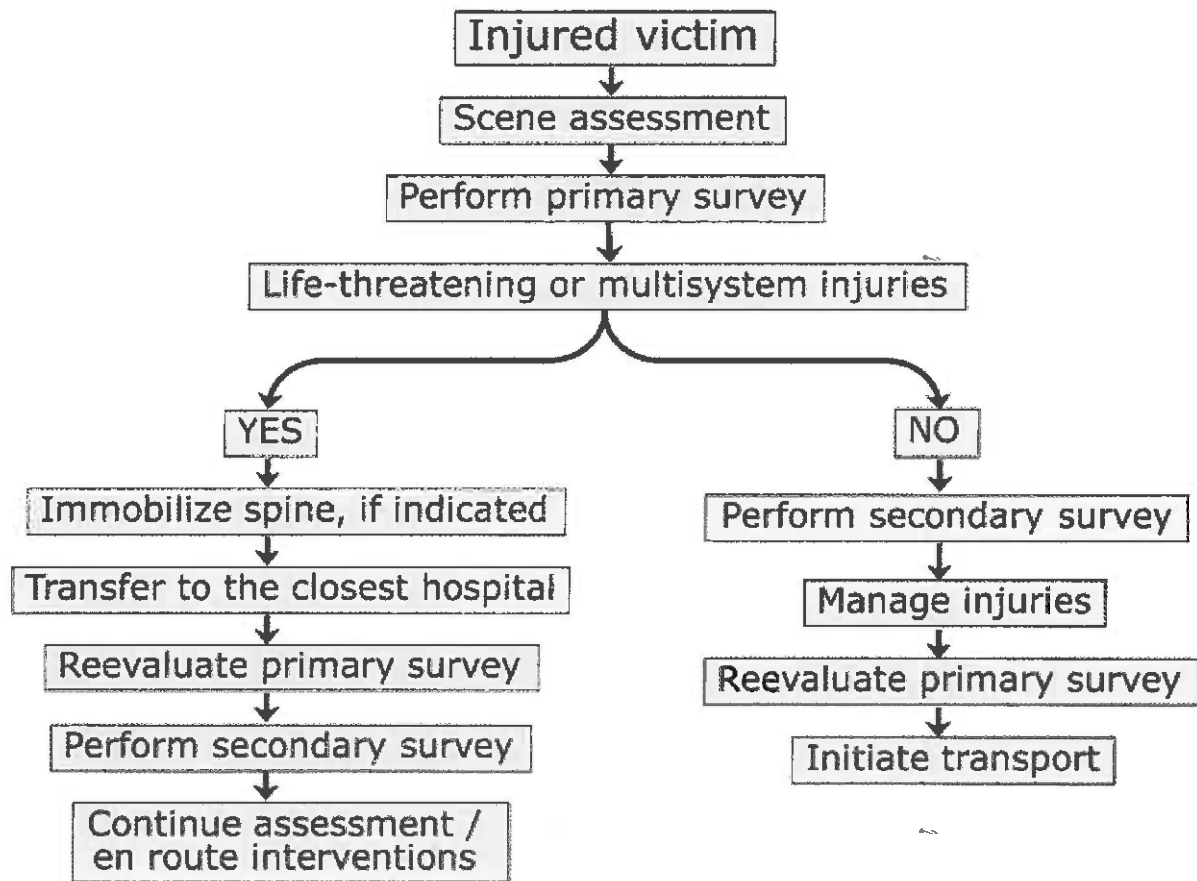 Injured victim
Scene assessment
Perform primary survey
Life-threatening or multisystem injuries
YES
Immobilize spine, if indicated
Transfer to the closest hospital
Reevaluate primary survey
Perform secondary survey
Continue assessment /
en route interventions
NO
Perform secondary survey
Manage injuries
Reevaluate primary survey
Initiate transport